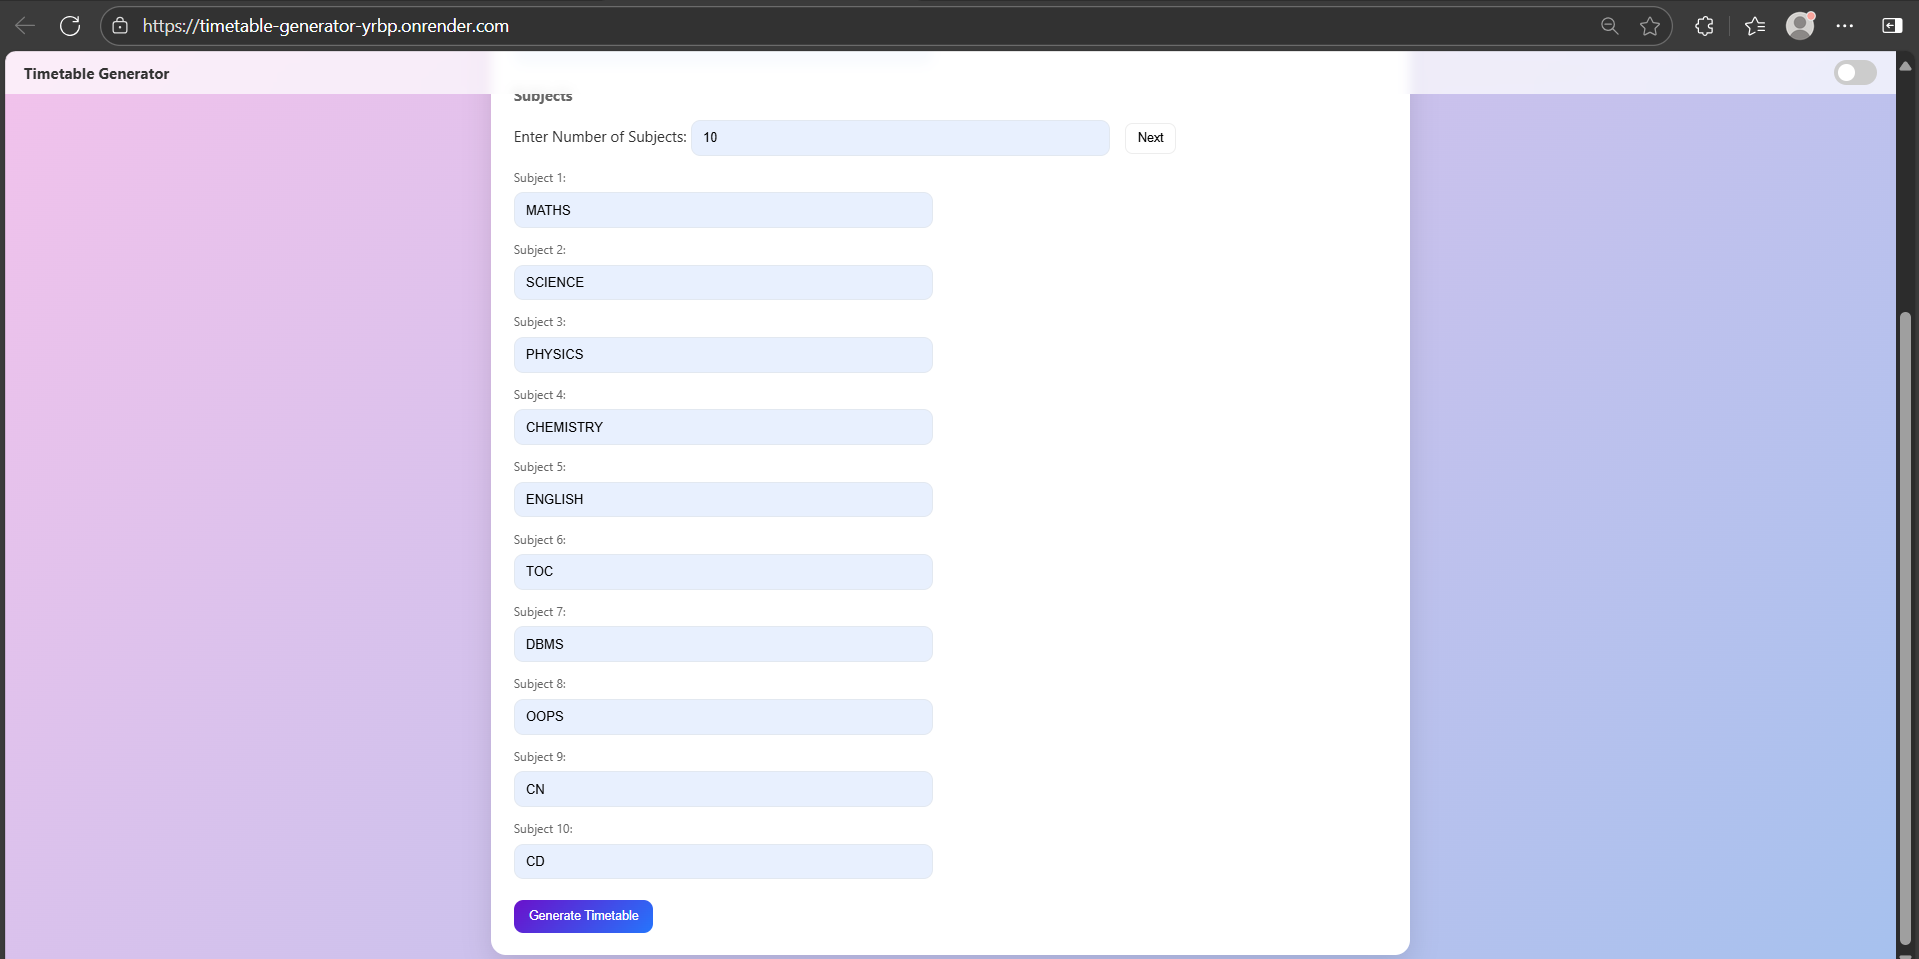 https://timetable-generator-yrbp.onrender.com
Timetable Generator
Subjects
Enter Number of Subjects: 10 Next
Subject 1:
MATHS
Subject 2:
SCIENCE
Subject 3:
PHYSICS
Subject 4:
CHEMISTRY
Subject 5:
ENGLISH
Subject 6:
TOC
Subject 7:
DBMS
Subject 8:
OOPS
Subject 9:
CN
Subject 10:
CD
Generate Timetable